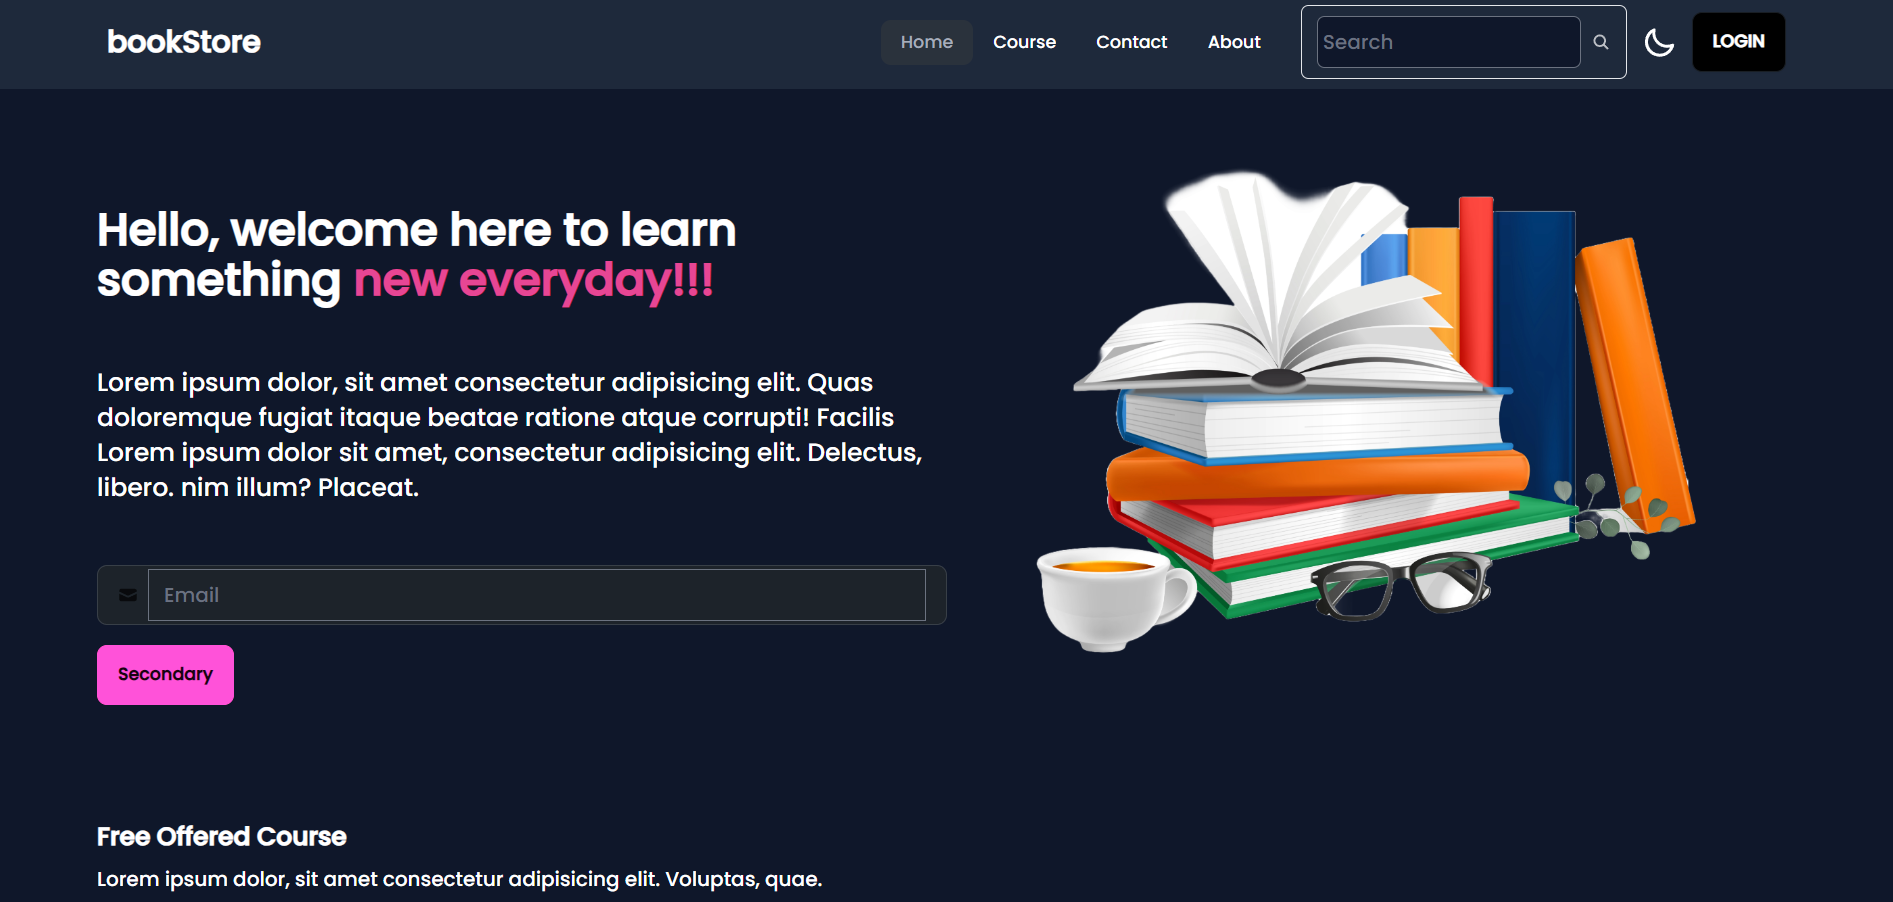 bookStore
Home
Course
Contact
About
Search
LOGIN
Hello, welcome here to learn
something new everyday!!!
Lorem ipsum dolor, sit amet consectetur adipisicing elit. Quas
doloremque fugiat itaque beatae ratione atque corrupti! Facilis
Lorem ipsum dolor sit amet, consectetur adipisicing elit. Delectus,
libero. nim illum? Placeat.
Email
Secondary
Free Offered Course
Lorem ipsum dolor, sit amet consectetur adipisicing elit. Voluptas, quae.